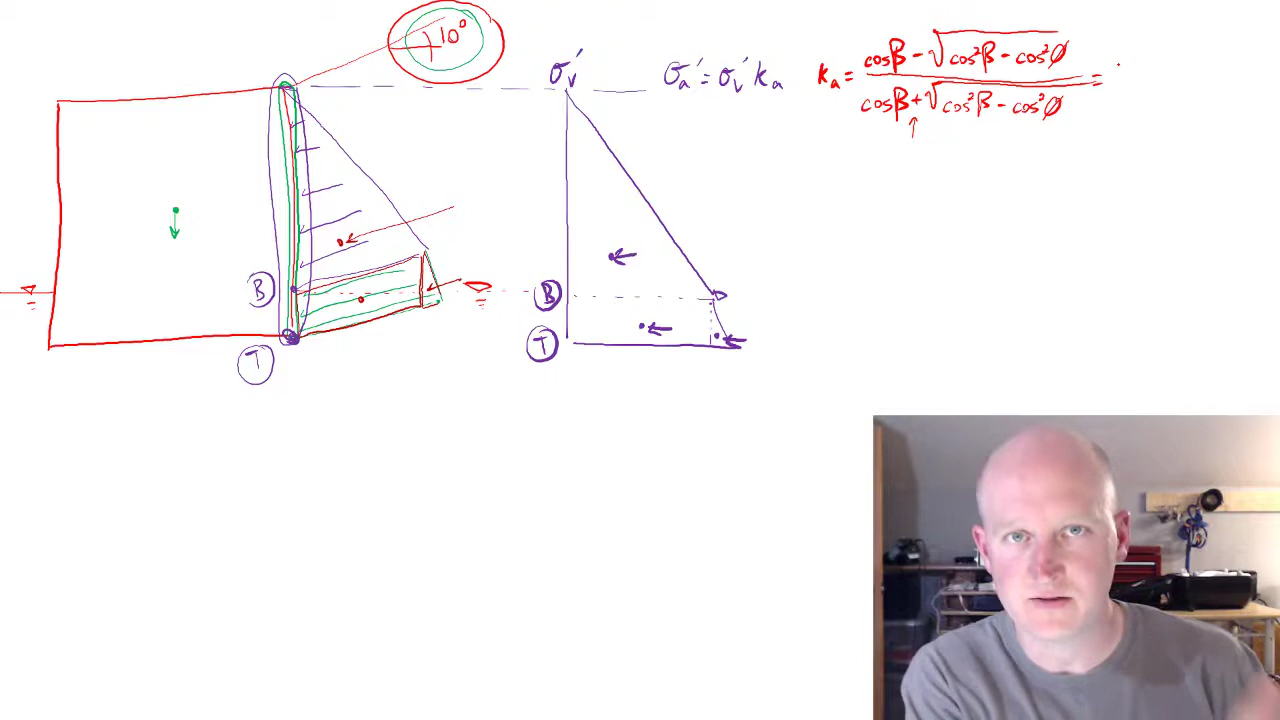 10°
σv'
σa' = σv' ka
ka = (cosβ - √cos²β - cos²φ) / (cosβ + √cos²β - cos²φ) =
B
B
T
T